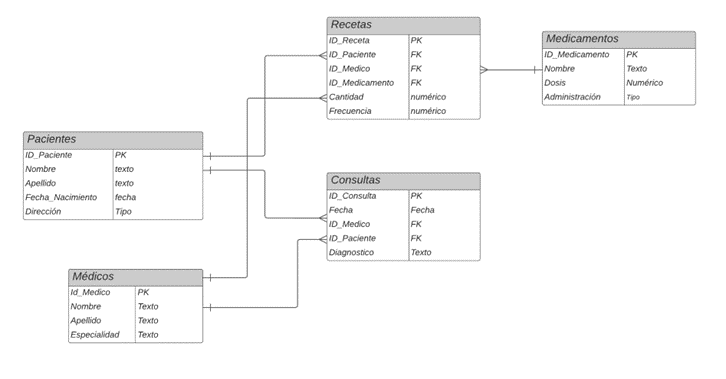 Recetas
ID_Receta PK
ID_Paciente FK
ID_Medico FK
ID_Medicamento FK
Cantidad numérico
Frecuencia numérico
Medicamentos
ID_Medicamento PK
Nombre Texto
Dosis Numérico
Administración Tipo
Pacientes
ID_Paciente PK
Nombre texto
Apellido texto
Fecha_Nacimiento fecha
Dirección Tipo
Consultas
ID_Consulta PK
Fecha Fecha
ID_Medico FK
ID_Paciente FK
Diagnostico Texto
Médicos
Id_Medico PK
Nombre Texto
Apellido Texto
Especialidad Texto